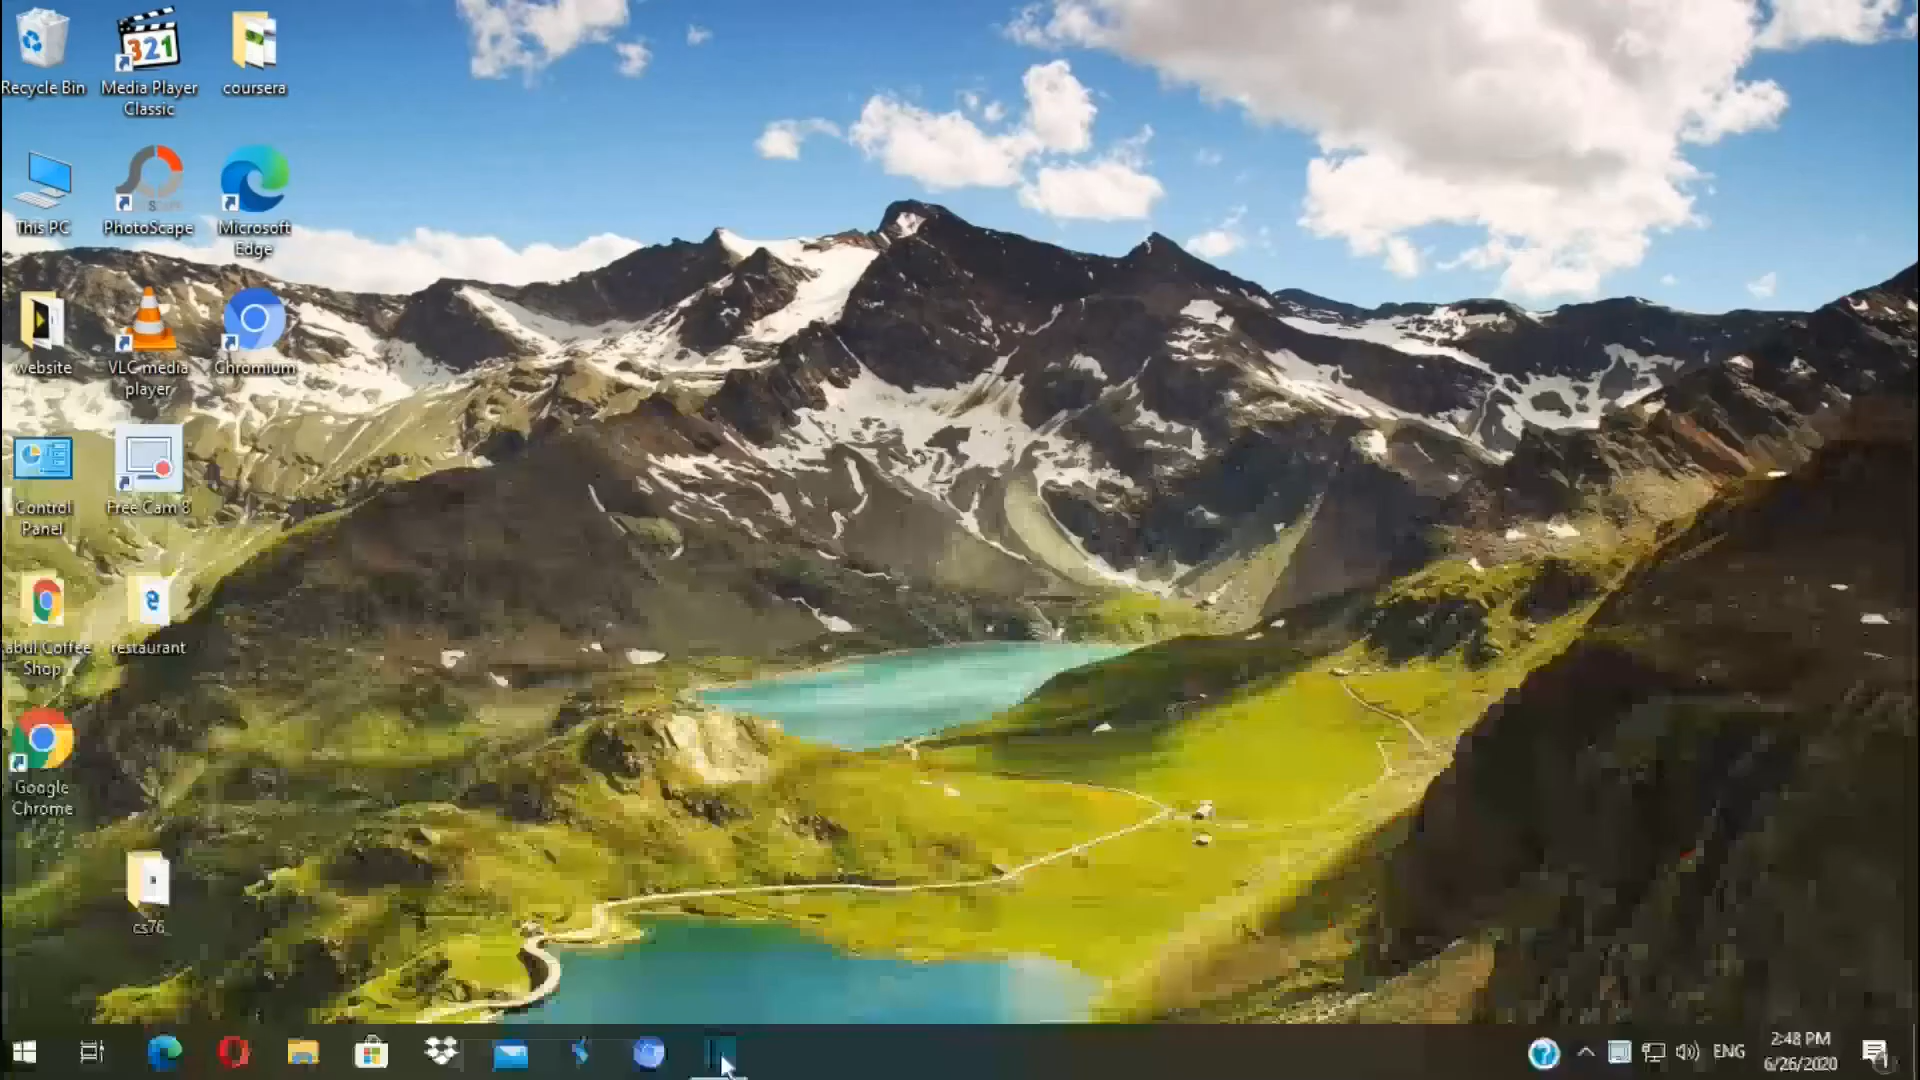 Recycle Bin
Media Player
Classic
coursera
This PC
PhotoScape
Microsoft
Edge
website
VLC media
player
Chromium
Control
Panel
Free Cam 8
abul Coffee
Shop
restaurant
Google
Chrome
cs76
ENG
2:48 PM
6/26/2020